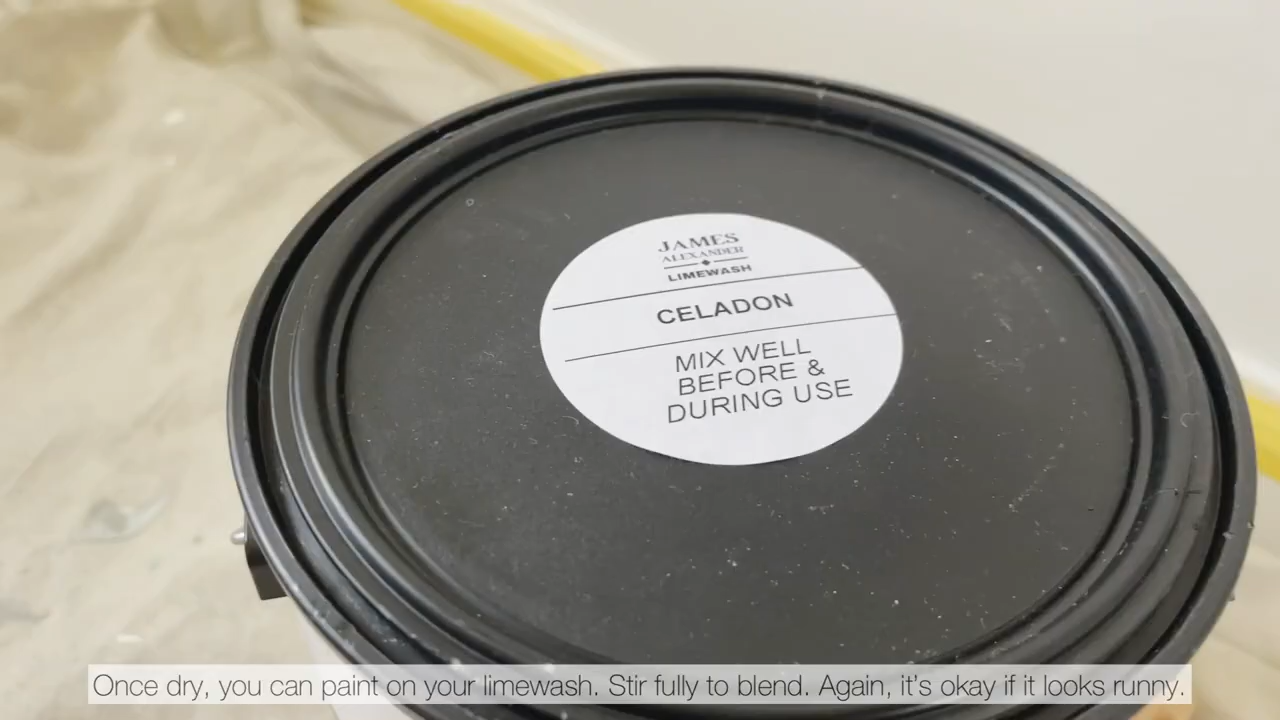 JAMES
ALEXANDER
LIMEWASH
CELADON
MIX WELL
BEFORE &
DURING USE
Once dry, you can paint on your limewash. Stir fully to blend. Again, it's okay if it looks runny.